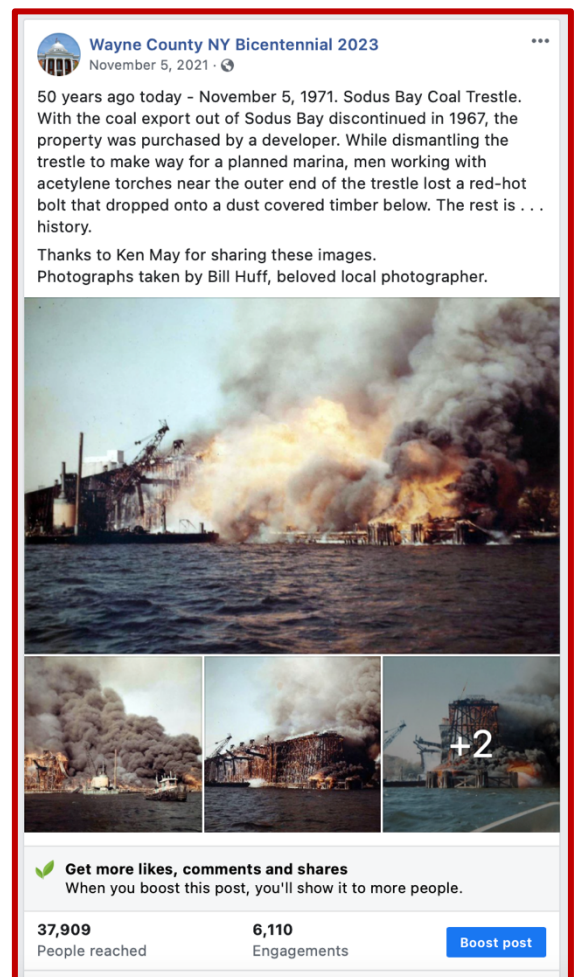 Wayne County NY Bicentennial 2023
November 5, 2021 ·
50 years ago today - November 5, 1971. Sodus Bay Coal Trestle.
With the coal export out of Sodus Bay discontinued in 1967, the
property was purchased by a developer. While dismantling the
trestle to make way for a planned marina, men working with
acetylene torches near the outer end of the trestle lost a red-hot
bolt that dropped onto a dust covered timber below. The rest is . . .
history.
Thanks to Ken May for sharing these images.
Photographs taken by Bill Huff, beloved local photographer.
+2
Get more likes, comments and shares
When you boost this post, you'll show it to more people.
37,909
People reached
6,110
Engagements
Boost post